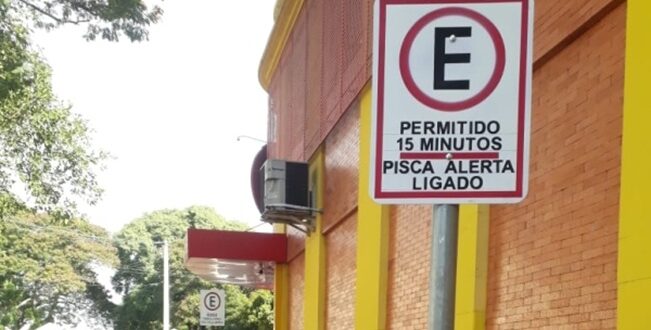 E
PERMITIDO
15 MINUTOS
PISCA ALERTA
LIGADO
E